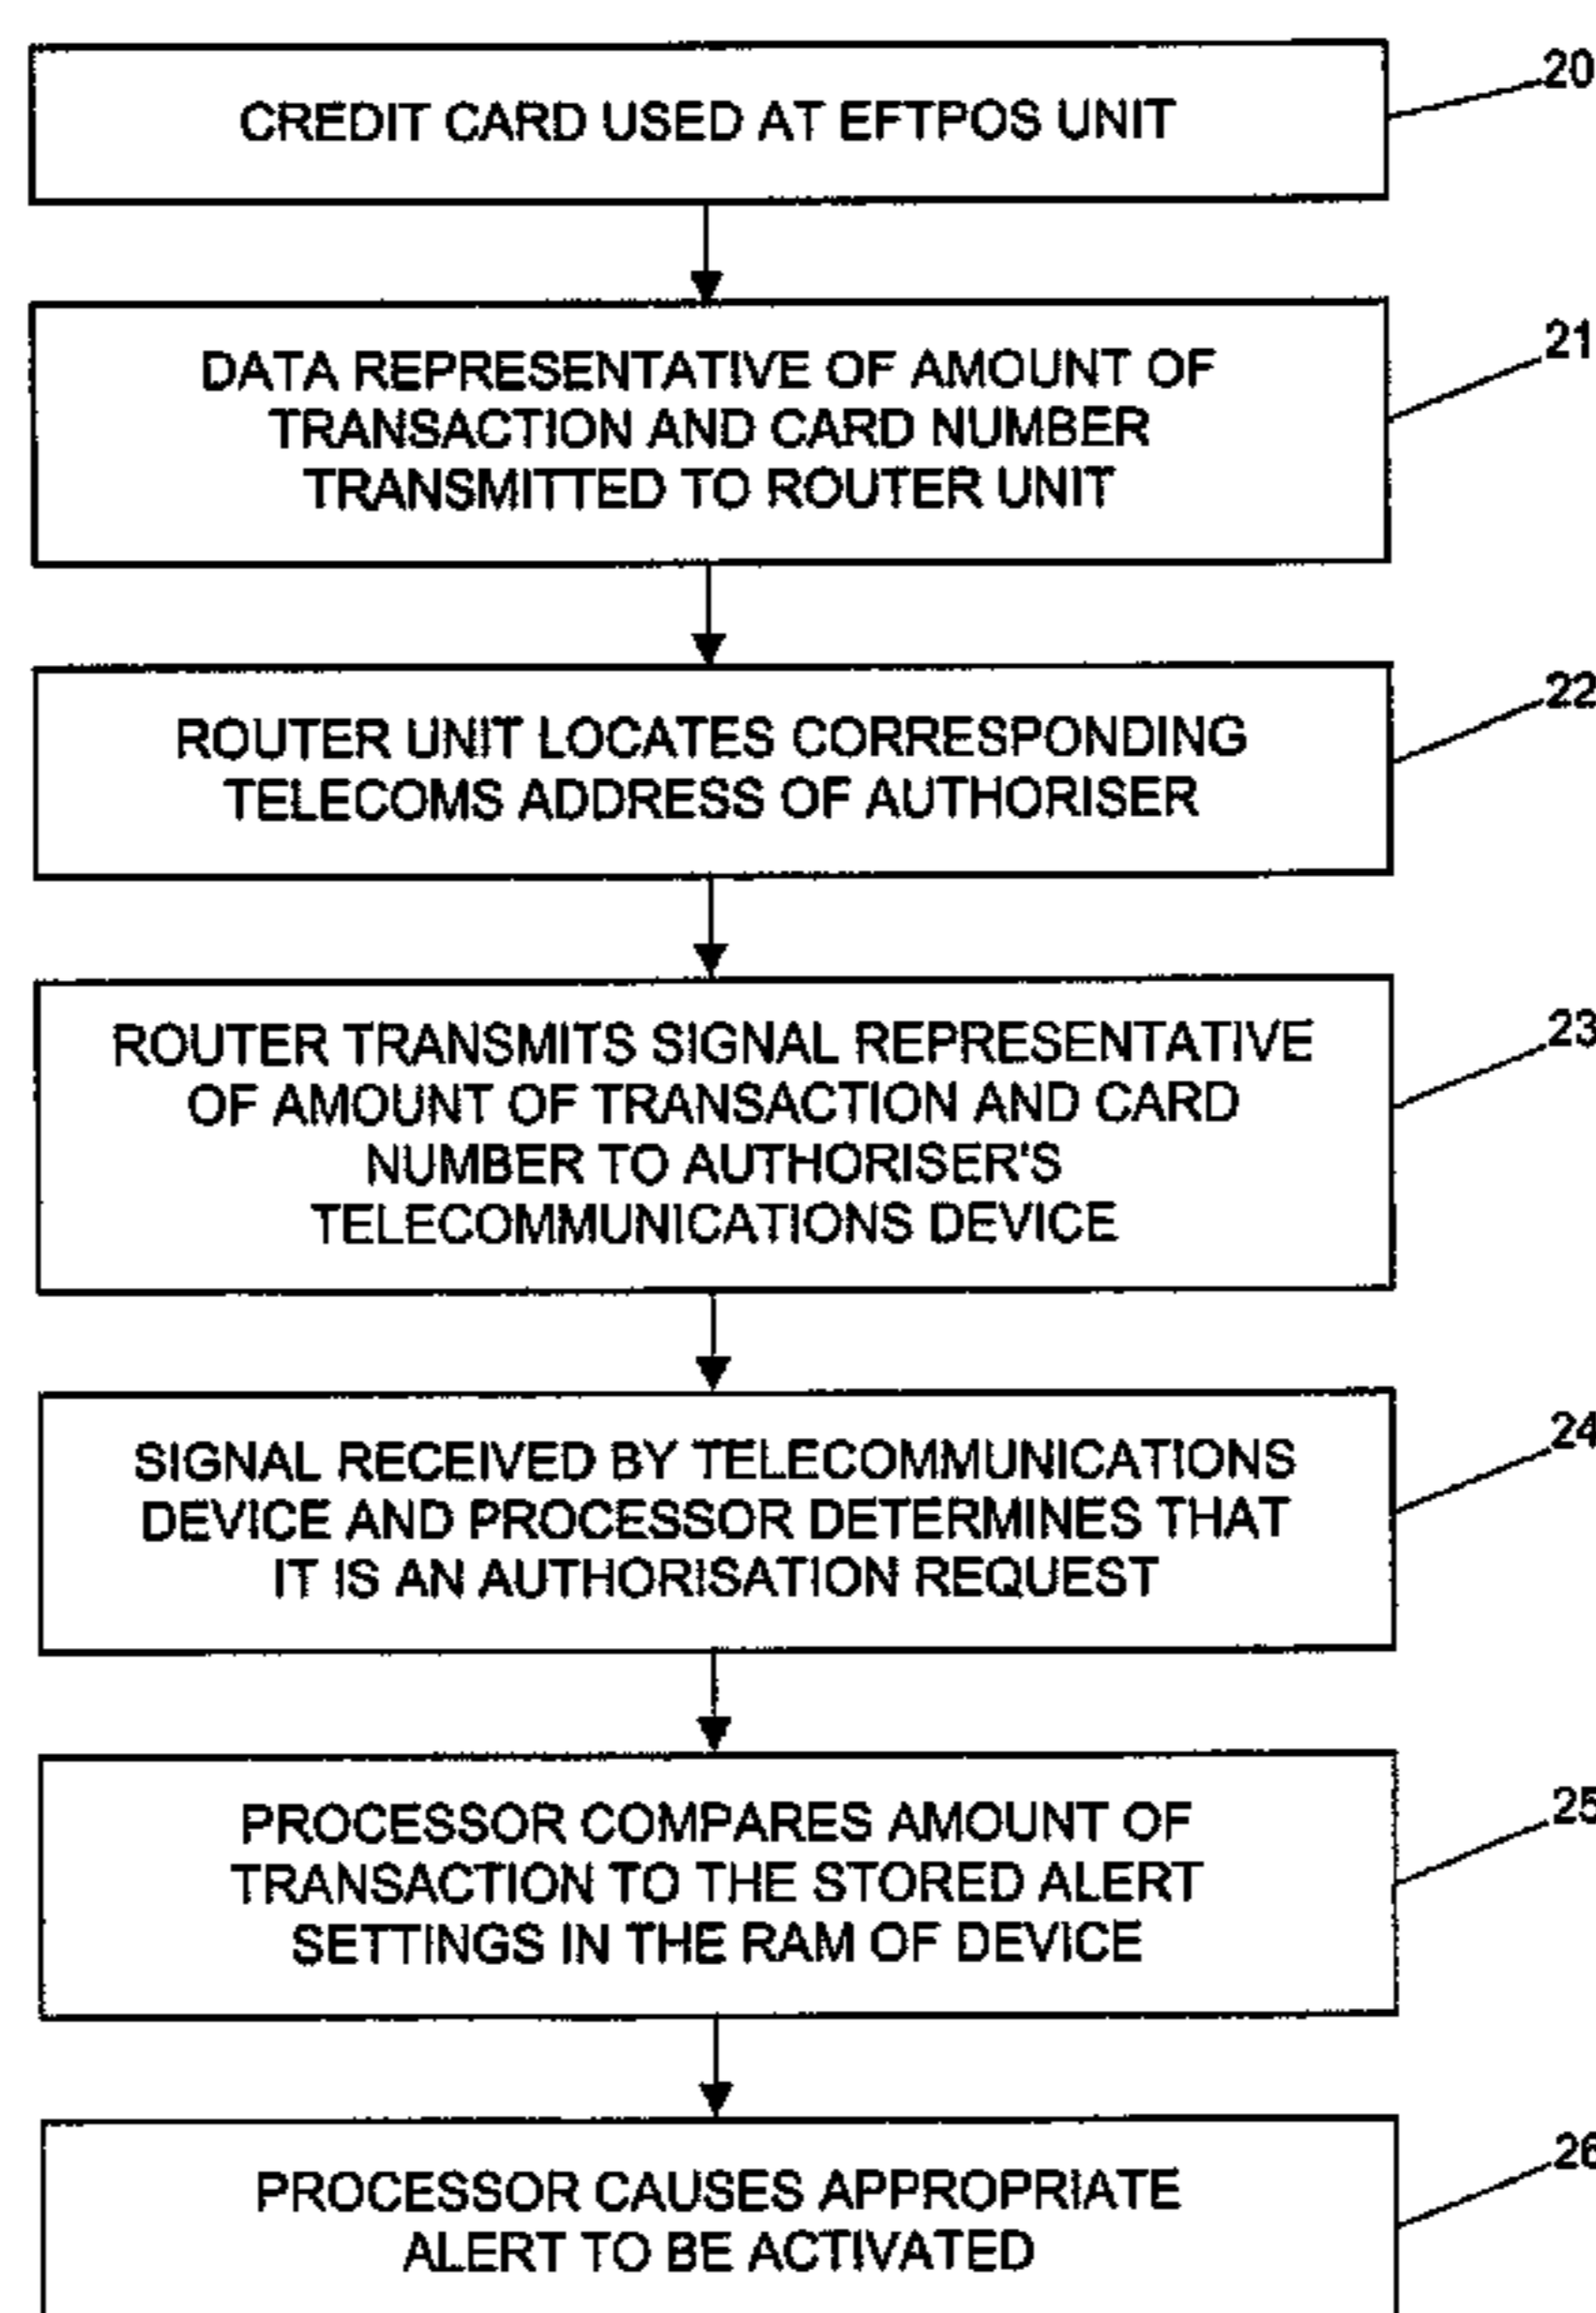 CREDIT CARD USED AT EFTPOS UNIT
20
DATA REPRESENTATIVE OF AMOUNT OF
TRANSACTION AND CARD NUMBER
TRANSMITTED TO ROUTER UNIT
21
ROUTER UNIT LOCATES CORRESPONDING
TELECOMS ADDRESS OF AUTHORISER
22
ROUTER TRANSMITS SIGNAL REPRESENTATIVE
OF AMOUNT OF TRANSACTION AND CARD
NUMBER TO AUTHORISER'S
TELECOMMUNICATIONS DEVICE
23
SIGNAL RECEIVED BY TELECOMMUNICATIONS
DEVICE AND PROCESSOR DETERMINES THAT
IT IS AN AUTHORISATION REQUEST
24
PROCESSOR COMPARES AMOUNT OF
TRANSACTION TO THE STORED ALERT
SETTINGS IN THE RAM OF DEVICE
25
PROCESSOR CAUSES APPROPRIATE
ALERT TO BE ACTIVATED
26